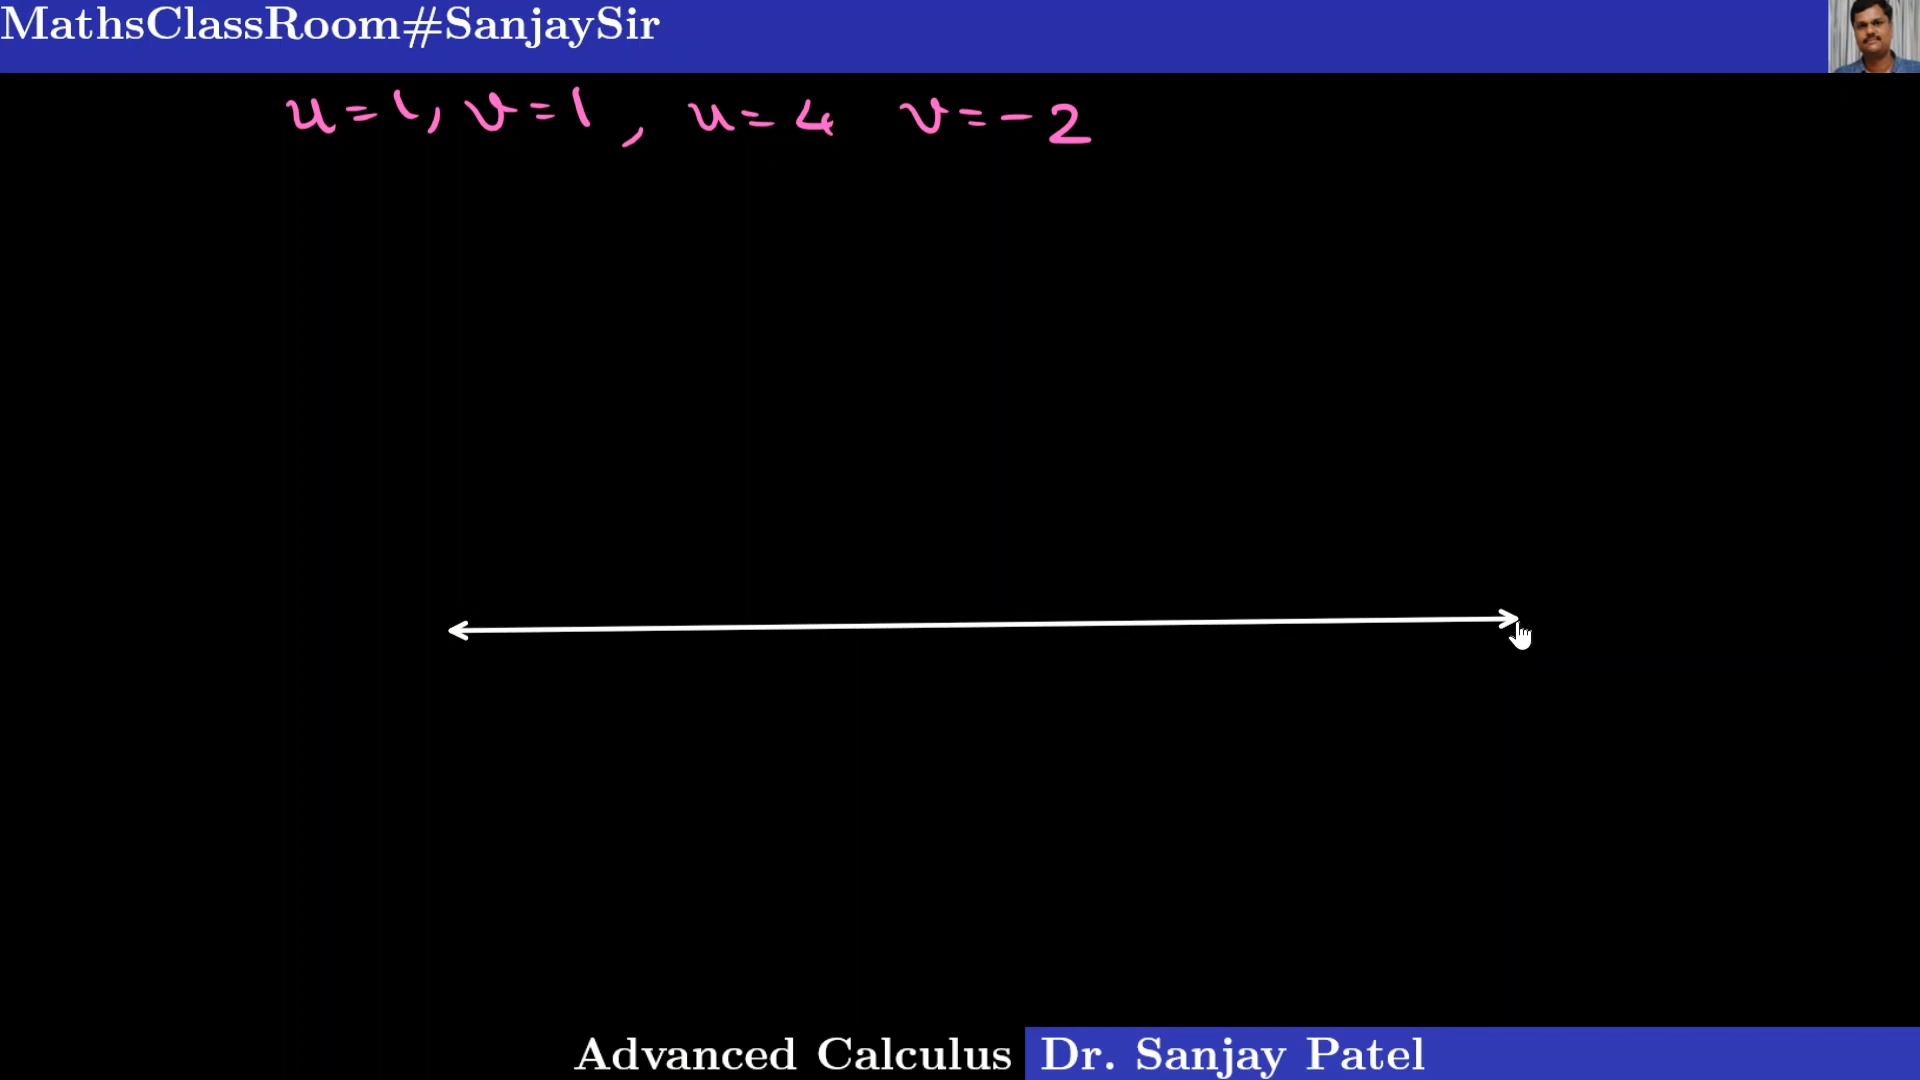 MathsClassRoom#SanjaySir
u=1, v=1, u=4 v=-2
Advanced Calculus Dr. Sanjay Patel